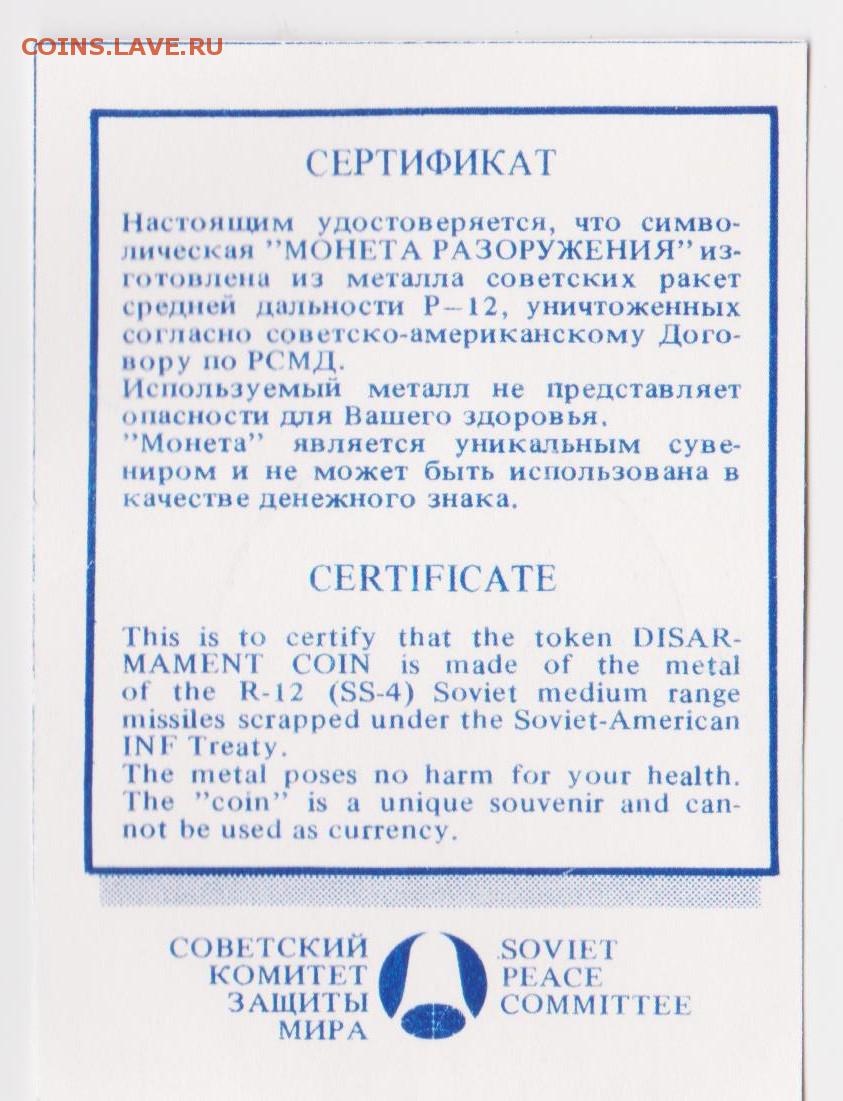 COINS.LAVE.RU
СЕРТИФИКАТ
Настоящим удостоверяется, что симво-
лическая "МОНЕТА РАЗОРУЖЕНИЯ" из-
готовлена из металла советских ракет
средней дальности Р—12, уничтоженных
согласно советско-американскому Дого-
вору по РСМД.
Используемый металл не представляет
опасности для Вашего здоровья.
"Монета" является уникальным суве-
ниром и не может быть использована в
качестве денежного знака.
CERTIFICATE
This is to certify that the token DISAR-
MAMENT COIN is made of the metal
of the R-12 (SS-4) Soviet medium range
missiles scrapped under the Soviet-American
INF Treaty.
The metal poses no harm for your health.
The "coin" is a unique souvenir and can-
not be used as currency.
СОВЕТСКИЙ
КОМИТЕТ
ЗАЩИТЫ
МИРА
SOVIET
PEACE
COMMITTEE